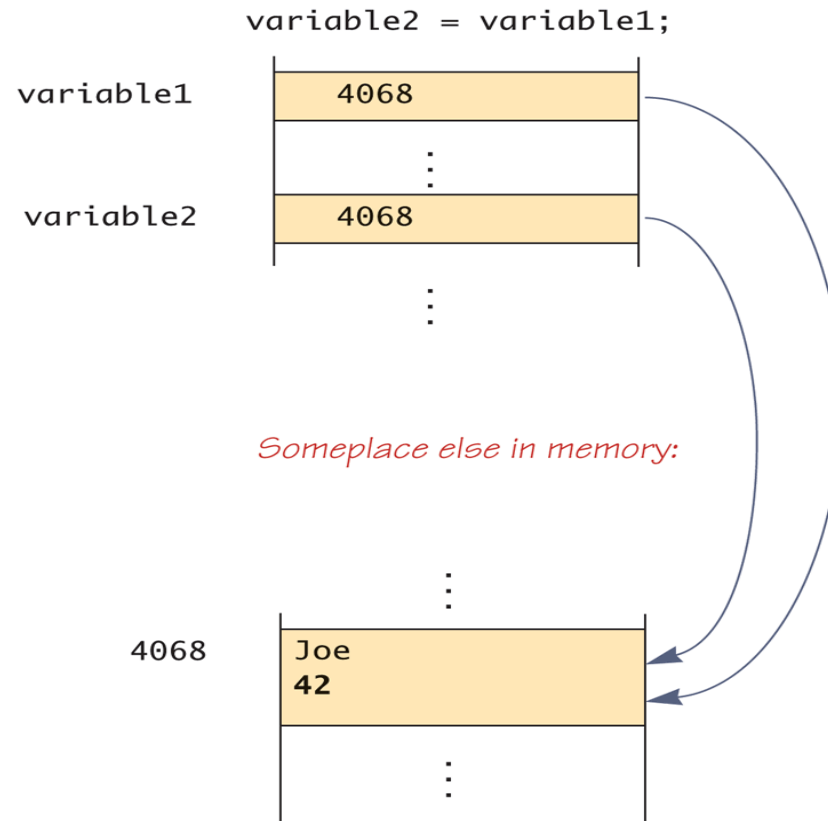 variable2 = variable1;
variable1 4068
variable2 4068
Someplace else in memory:
4068 Joe
42